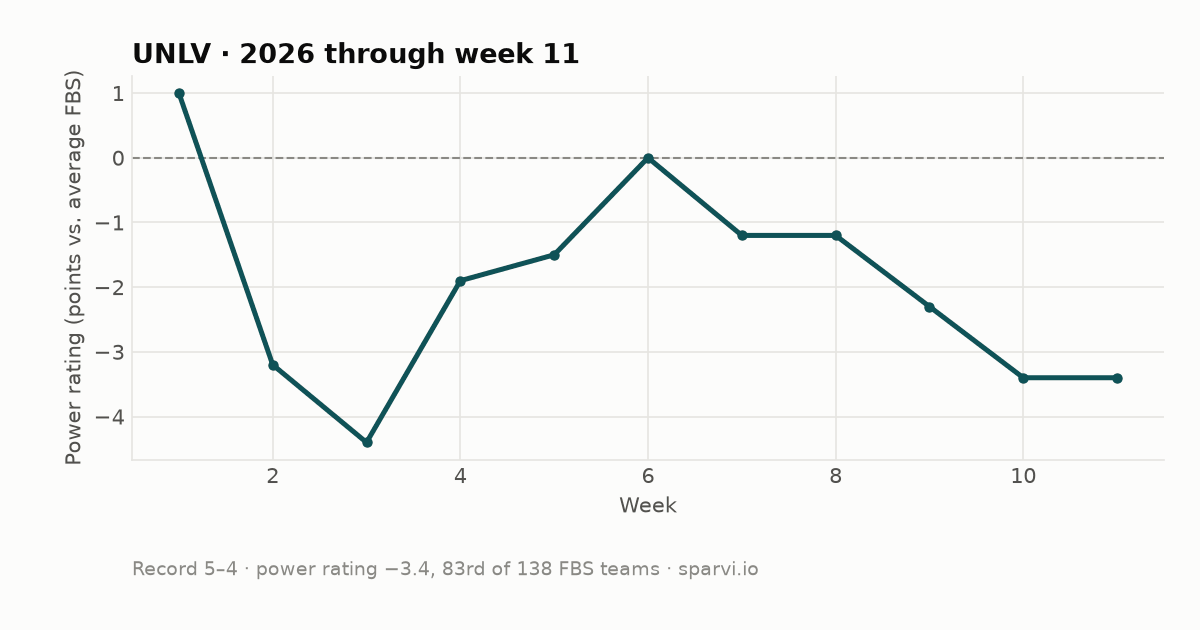 UNLV · 2026 through week 11
Power rating (points vs. average FBS)
1
0
−1
−2
−3
−4
2 4 6 8 10
Week
Record 5–4 · power rating −3.4, 83rd of 138 FBS teams · sparvi.io